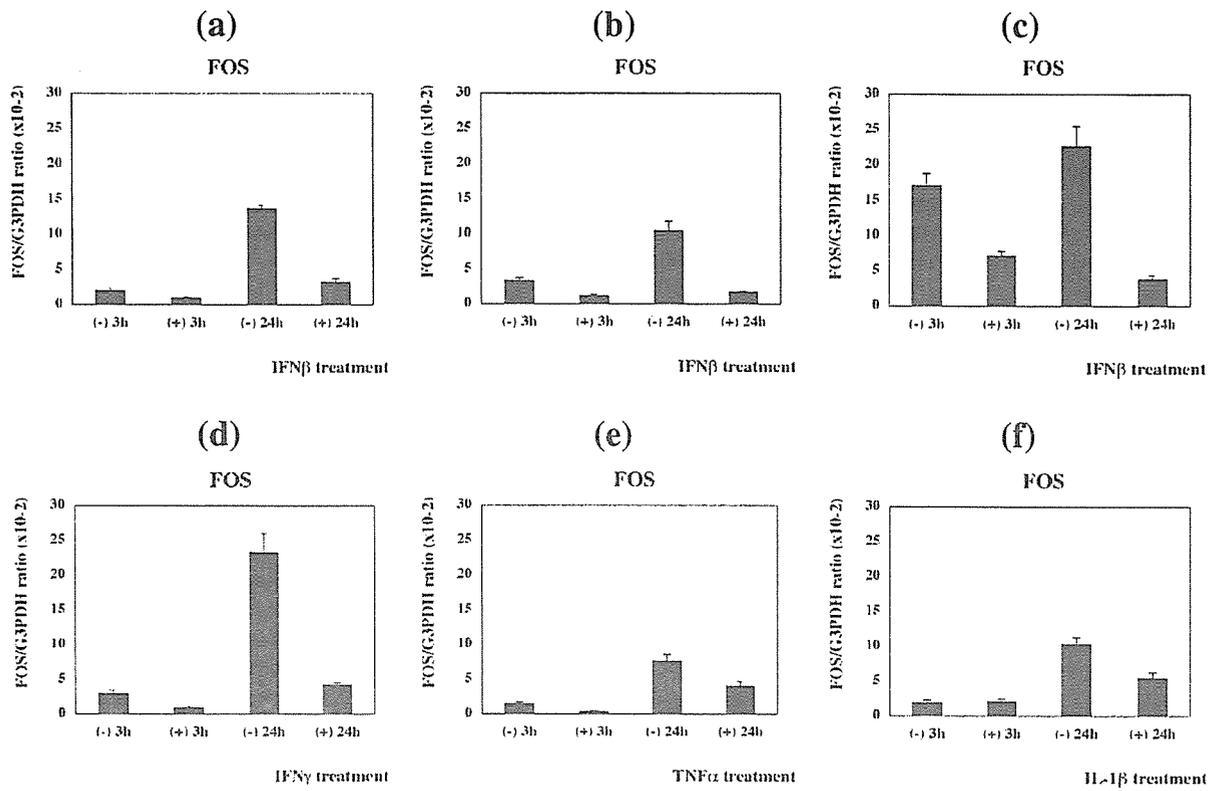 (a)
FOS
FOS/G3PDH ratio (x10-2)
30
25
20
15
10
5
0
(-) 3h (+) 3h (-) 24h (+) 24h
IFNβ treatment
(b)
FOS
FOS/G3PDH ratio (x10-2)
30
25
20
15
10
5
0
(-) 3h (+) 3h (-) 24h (+) 24h
IFNβ treatment
(c)
FOS
FOS/G3PDH ratio (x10-2)
30
25
20
15
10
5
0
(-) 3h (+) 3h (-) 24h (+) 24h
IFNβ treatment
(d)
FOS
FOS/G3PDH ratio (x10-2)
30
25
20
15
10
5
0
(-) 3h (+) 3h (-) 24h (+) 24h
IFNγ treatment
(e)
FOS
FOS/G3PDH ratio (x10-2)
30
25
20
15
10
5
0
(-) 3h (+) 3h (-) 24h (+) 24h
TNFα treatment
(f)
FOS
FOS/G3PDH ratio (x10-2)
30
25
20
15
10
5
0
(-) 3h (+) 3h (-) 24h (+) 24h
IL-1β treatment